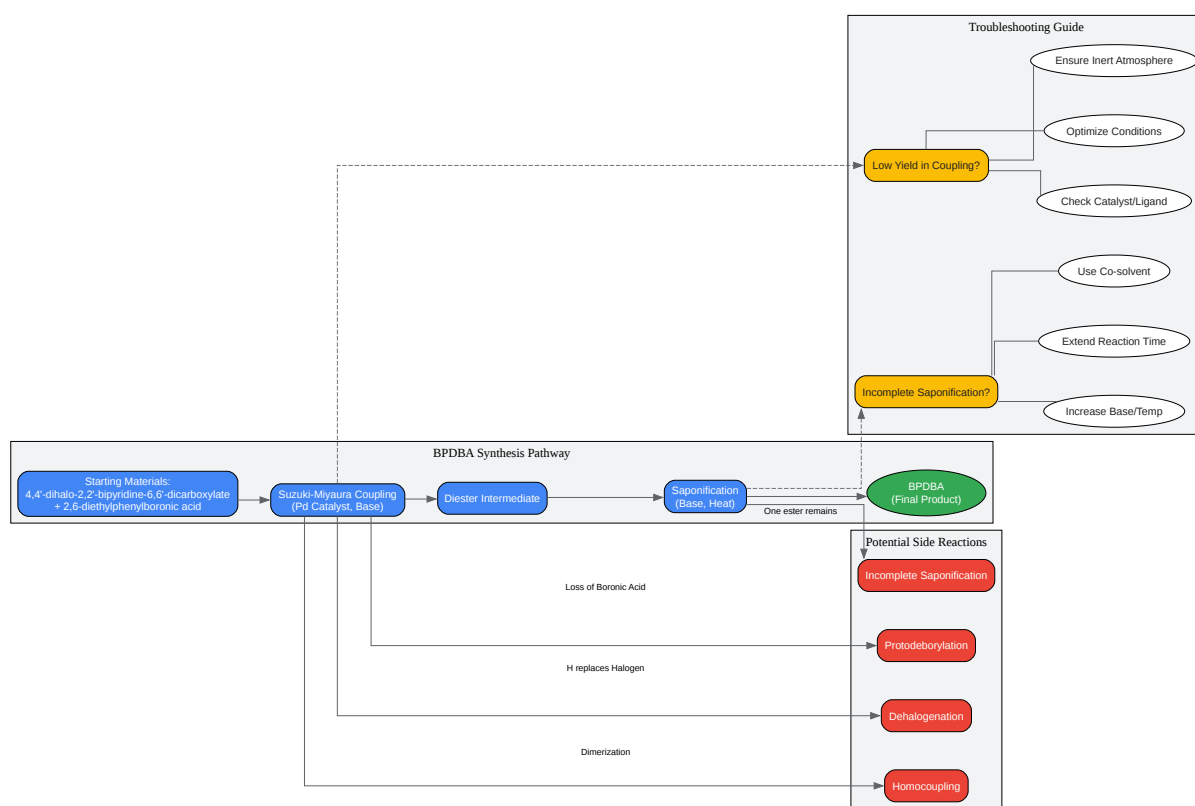 Troubleshooting Guide
Ensure Inert Atmosphere
Optimize Conditions
Low Yield in Coupling?
Check Catalyst/Ligand
Use Co-solvent
Extend Reaction Time
Incomplete Saponification?
Increase Base/Temp
BPDBA Synthesis Pathway
Starting Materials:
4,4'-dihalo-2,2'-bipyridine-6,6'-dicarboxylate
+ 2,6-diethylphenylboronic acid
Suzuki-Miyaura Coupling
(Pd Catalyst, Base)
Diester Intermediate
Saponification
(Base, Heat)
BPDBA
(Final Product)
One ester remains
Potential Side Reactions
Incomplete Saponification
Loss of Boronic Acid
Protodeborylation
H replaces Halogen
Dehalogenation
Dimerization
Homocoupling